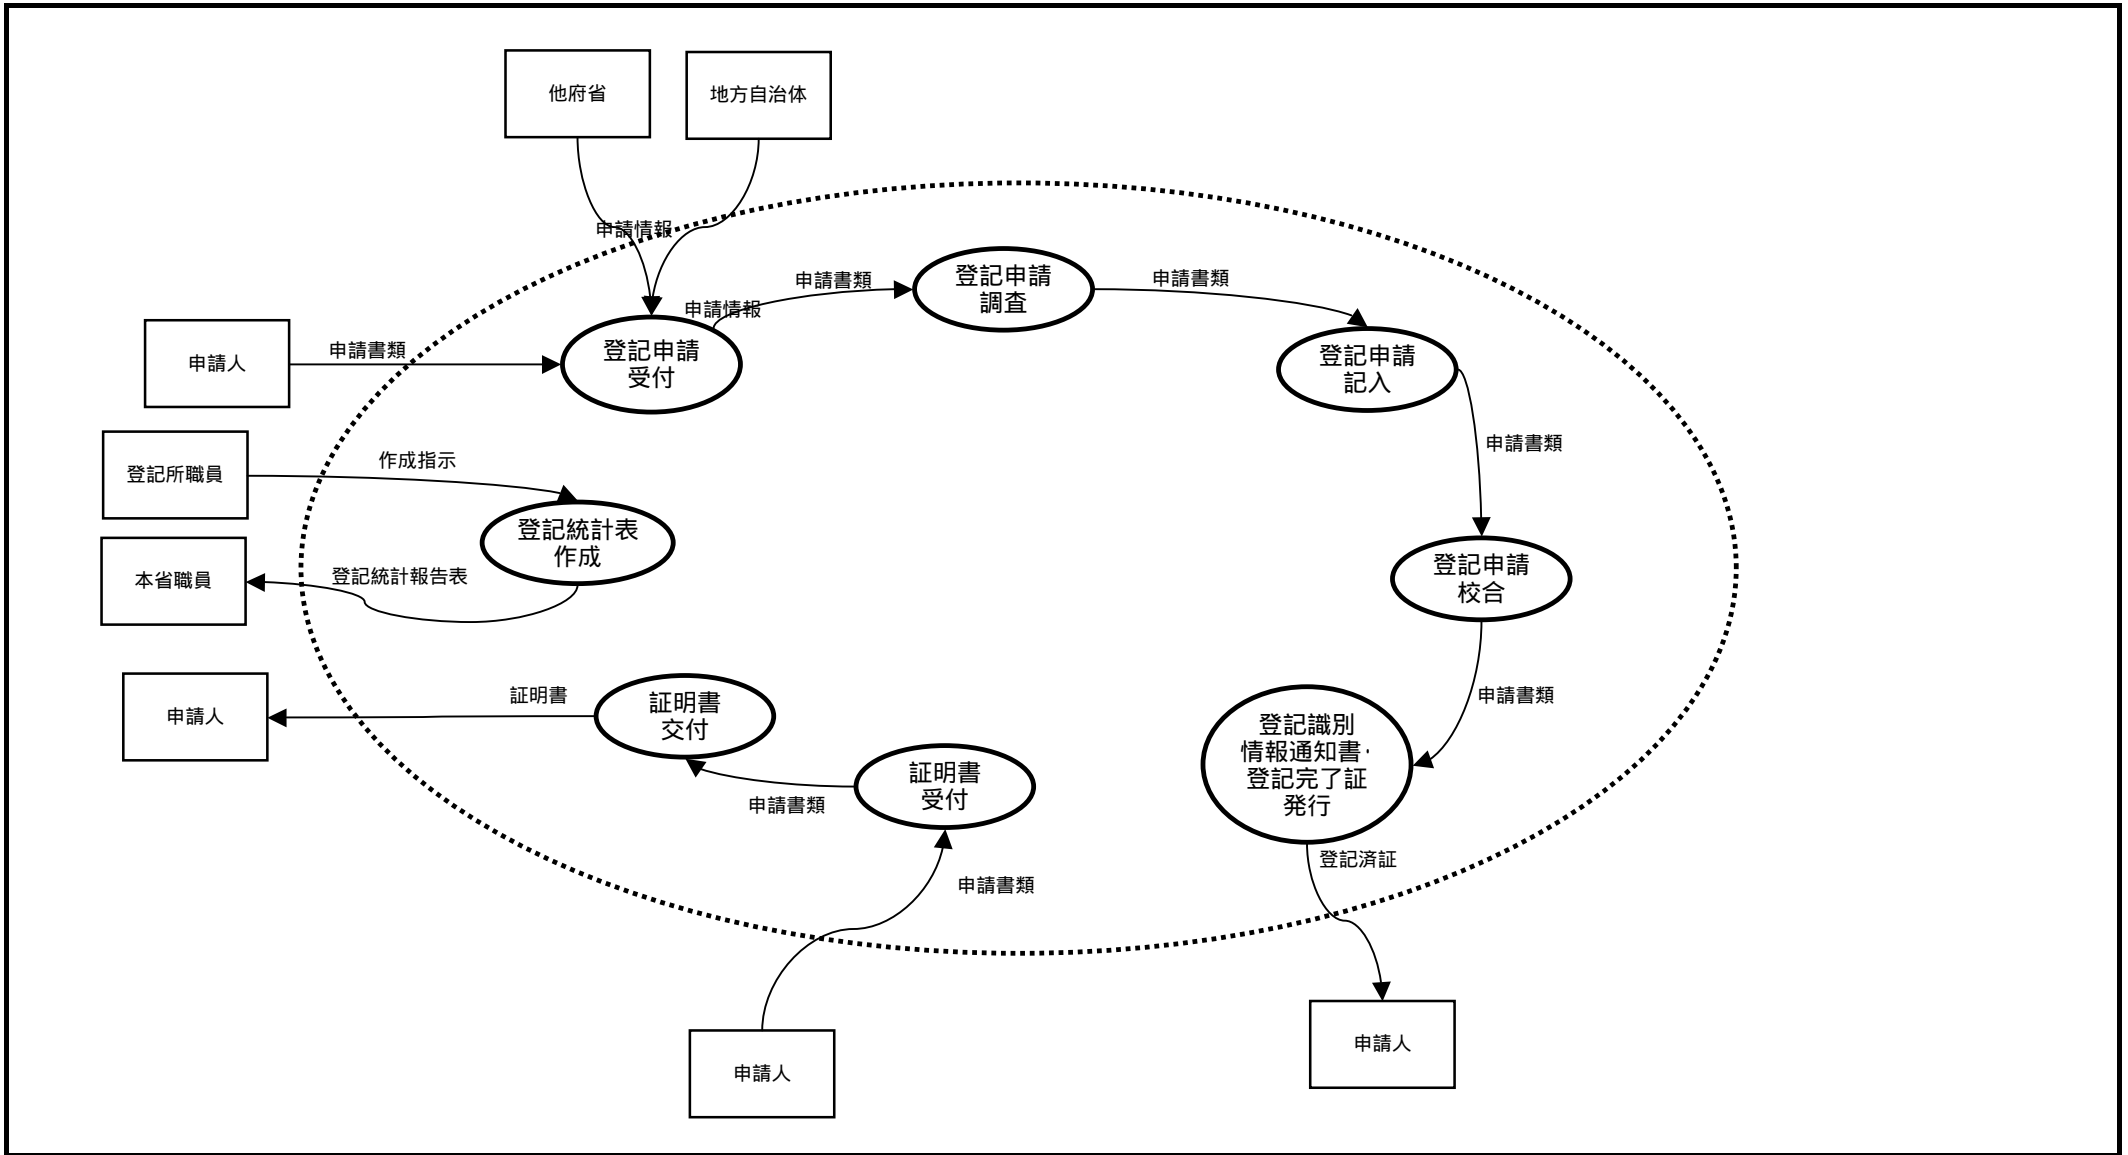 他府省
地方自治体
申請情報
申請書類
登記申請
調査
申請書類
申請情報
申請人
申請書類
登記申請
受付
登記申請
記入
登記所職員
作成指示
申請書類
登記統計表
作成
本省職員
登記統計報告表
登記申請
校合
申請人
証明書
証明書
交付
申請書類
登記識別
情報通知書・
登記完了証
発行
証明書
受付
申請書類
登記済証
申請書類
申請人
申請人